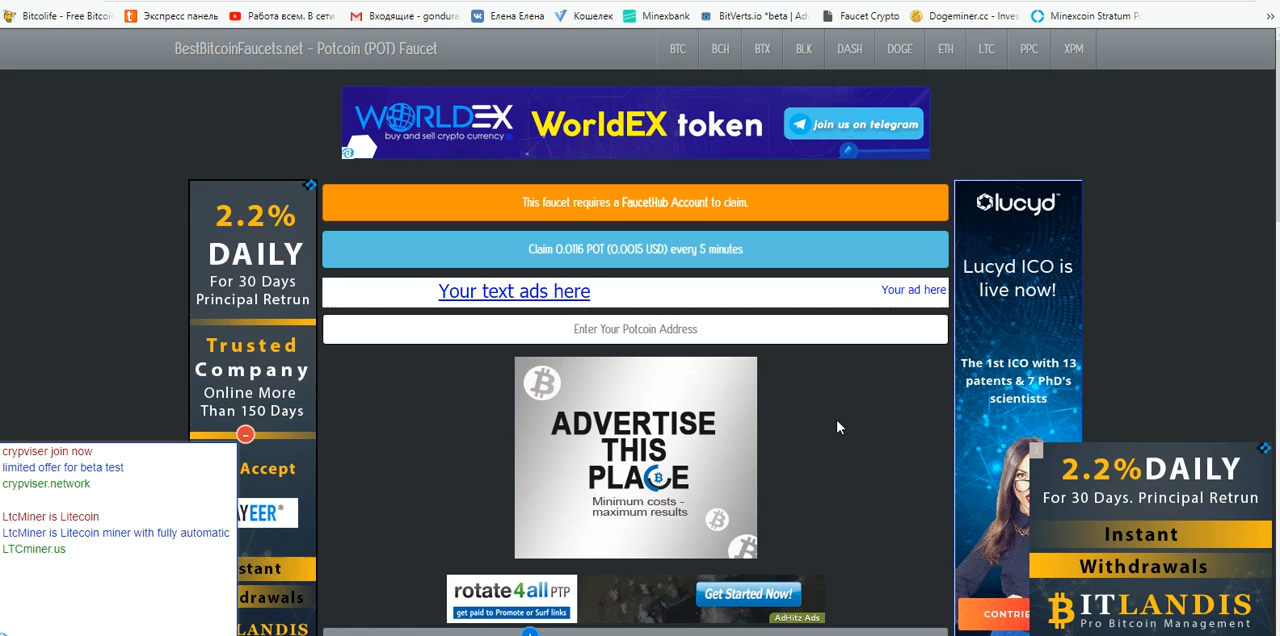 Bitcolife - Free Bitcoi
Экспресс панель
Работа всем. В сети
Входящие - gondura
Елена Елена
Кошелек
Minexbank
BitVerts.io *beta | Ad
Faucet Crypto
Dogeminer.cc - Inves
Minexcoin Stratum P
»
BestBitcoinFaucets.net - Potcoin (POT) Faucet
BTC BCH BTX BLK DASH DOGE ETH LTC PPC XPM
WORLDEX
buy and sell crypto currency
WorldEX token
join us on telegram
2.2%
DAILY
For 30 Days
Principal Retrun
Trusted
Company
Online More
Than 150 Days
Accept
AYEER®
stant
drawals
LANDIS
This faucet requires a FaucetHub Account to claim.
Claim 0.0116 POT (0.0015 USD) every 5 minutes
Your text ads here
Your ad here
Enter Your Potcoin Address
ADVERTISE
THIS
PLACE
Minimum costs -
maximum results
rotate4all PTP
get paid to Promote or Surf links
Get Started Now!
AdHitz Ads
lucyd™
Lucyd ICO is
live now!
The 1st ICO with 13
patents & 7 PhD's
scientists
CONTRIE
crypviser join now
limited offer for beta test
crypviser.network
LtcMiner is Litecoin
LtcMiner is Litecoin miner with fully automatic
LTCminer.us
2.2% DAILY
For 30 Days. Principal Retrun
Instant
Withdrawals
BITLANDIS
Pro Bitcoin Management